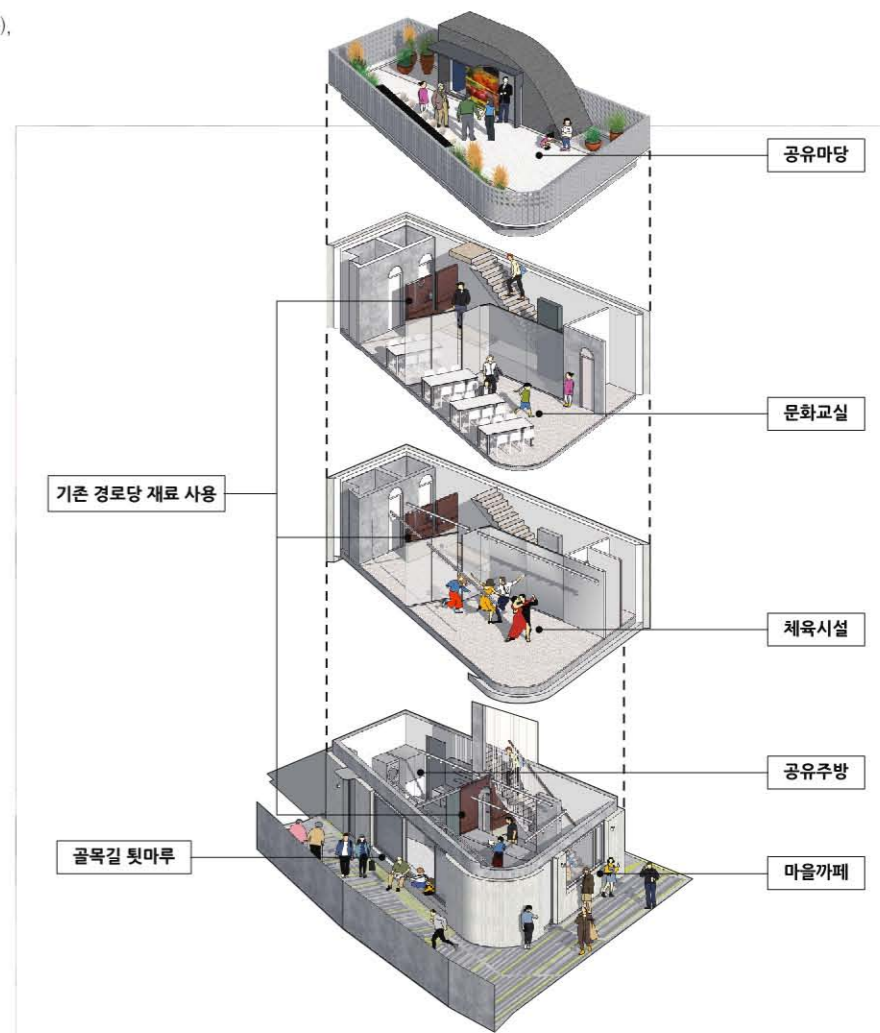 ),
공유마당
문화교실
기존 경로당 재료 사용
체육시설
공유주방
골목길 툇마루
마을까페